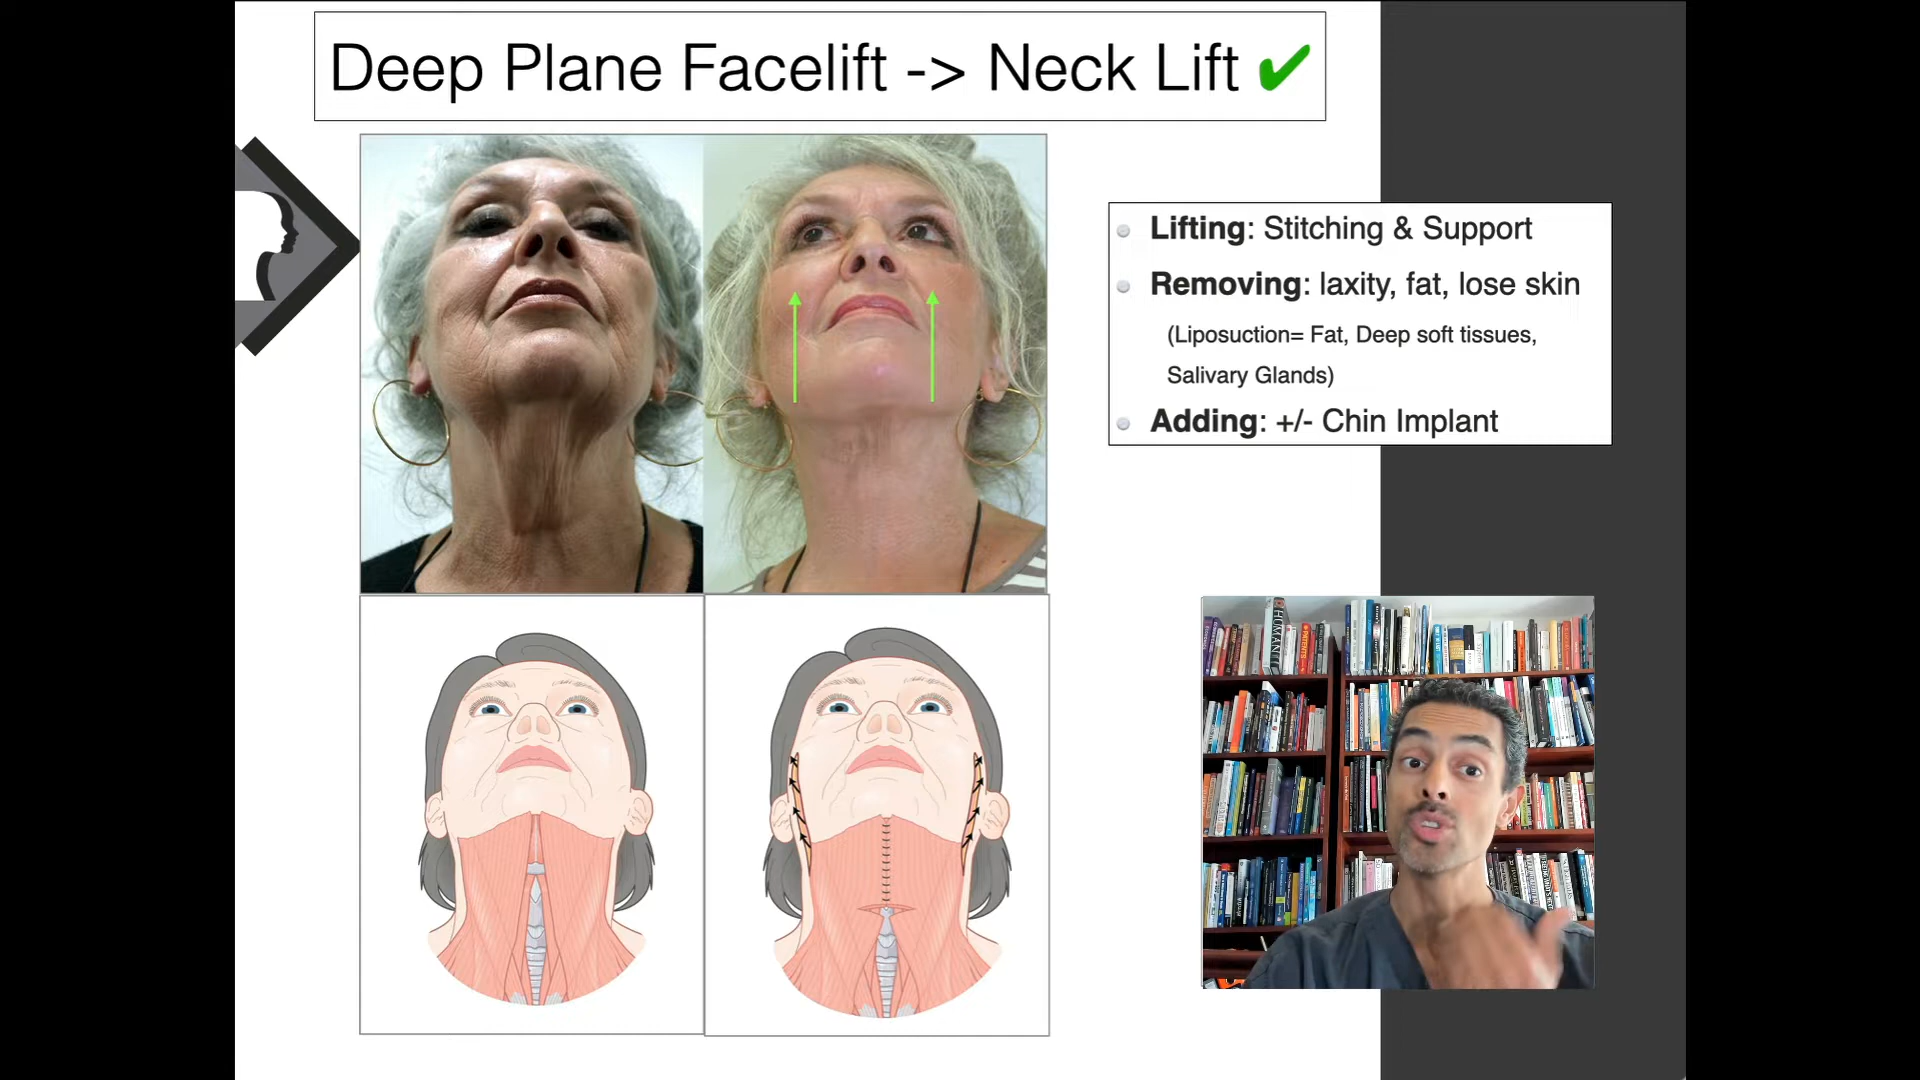 Deep Plane Facelift -> Neck Lift ✔
Lifting: Stitching & Support
Removing: laxity, fat, lose skin
(Liposuction= Fat, Deep soft tissues,
Salivary Glands)
Adding: +/- Chin Implant
HUMAN